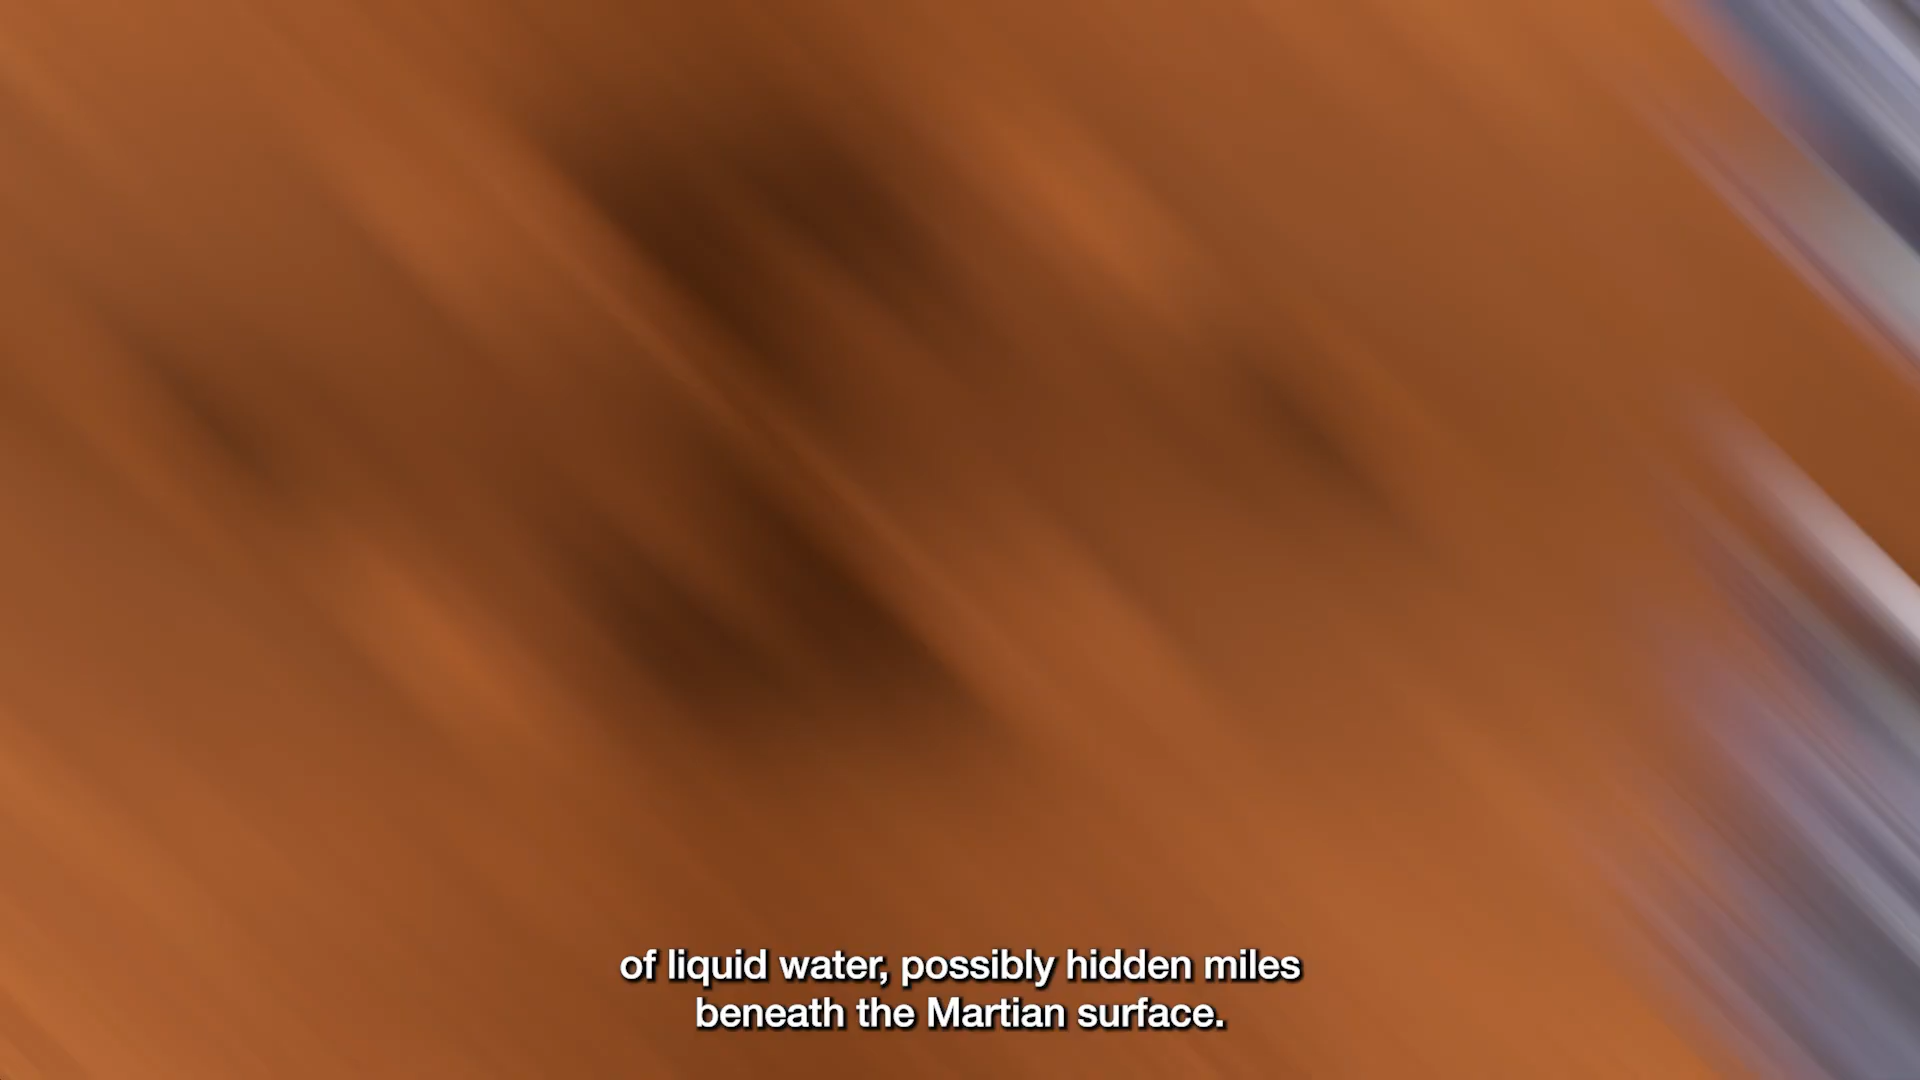 of liquid water, possibly hidden miles
beneath the Martian surface.